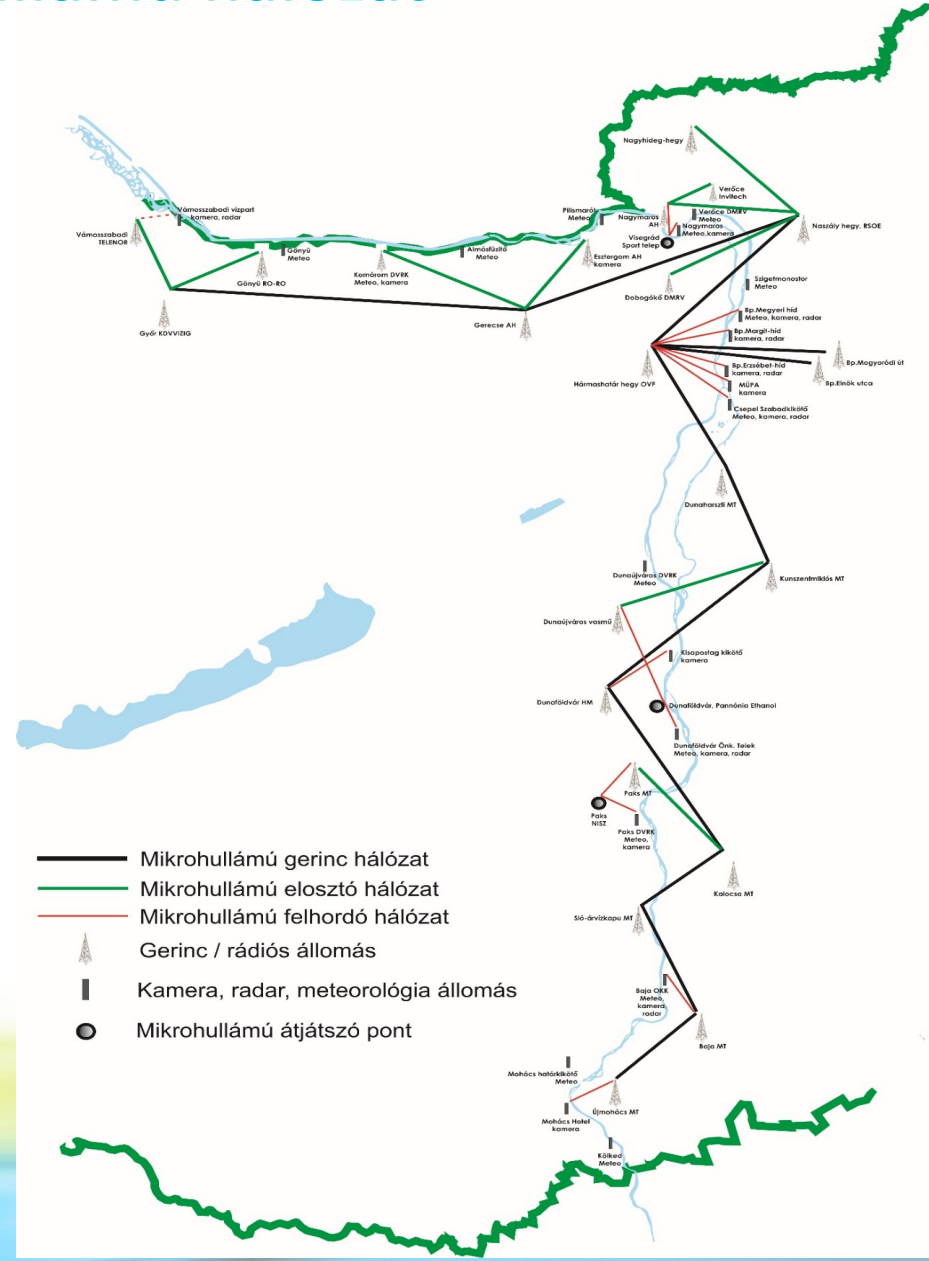 Nagyhideg-hegy
Verőce
Invitech
Vámosszabadi vízpart
kamera, radar
Pilismarót
Meteo
Nagymaros
AH
Verőce DMRV
Meteo
Nagymaros
Meteo,kamera
Naszály hegy, RSOE
Vámosszabadi
TELENOR
Visegrád
Sport telep
Gönyü
Meteo
Almásfüzitő
Meteo
Esztergom AH
kamera
Gönyü RO-RO
Komárom DVRK
Meteo, kamera
Dobogókő DMRV
Szigetmonostor
Meteo
Győr KDVVIZIG
Gerecse AH
Bp.Megyeri híd
Meteo, kamera, radar
Bp.Margit-híd
kamera, radar
Bp.Mogyoródi út
Hármashatár hegy OVF
Bp.Erzsébet-híd
kamera, radar
Bp.Elnök utca
MÜPA
kamera
Csepel Szabadkikötő
Meteo, kamera, radar
Dunaharszti MT
Dunaújváros DVRK
Meteo
Kunszentmiklós MT
Dunaújváros vasmű
Kisapostag kikötő
kamera
Dunaföldvár HM
Dunaföldvár, Pannónia Ethanol
Dunaföldvár Önk. Telek
Meteo, kamera, radar
Paks MT
Paks
NISZ
Paks DVRK
Meteo,
kamera
Kalocsa MT
Sió-árvízkapu MT
Baja OKK
Meteo,
kamera
radar
Baja MT
Mohács határkikötő
Meteo
Mohács Hotel
kamera
Újmohács MT
Kölked
Meteo
Mikrohullámú gerinc hálózat
Mikrohullámú elosztó hálózat
Mikrohullámú felhordó hálózat
Gerinc / rádiós állomás
Kamera, radar, meteorológia állomás
Mikrohullámú átjátszó pont